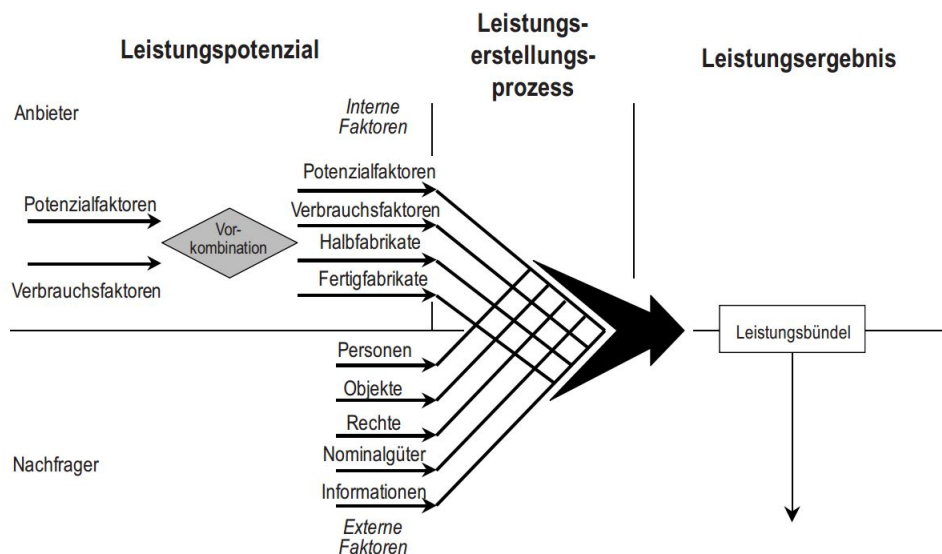 Leistungspotenzial
Leistungs-
erstellungs-
prozess
Leistungsergebnis
Anbieter
Interne
Faktoren
Potenzialfaktoren
Verbrauchsfaktoren
Vor-
kombination
Potenzialfaktoren
Verbrauchsfaktoren
Halbfabrikate
Fertigfabrikate
Leistungsbündel
Personen
Objekte
Rechte
Nominalgüter
Informationen
Nachfrager
Externe
Faktoren